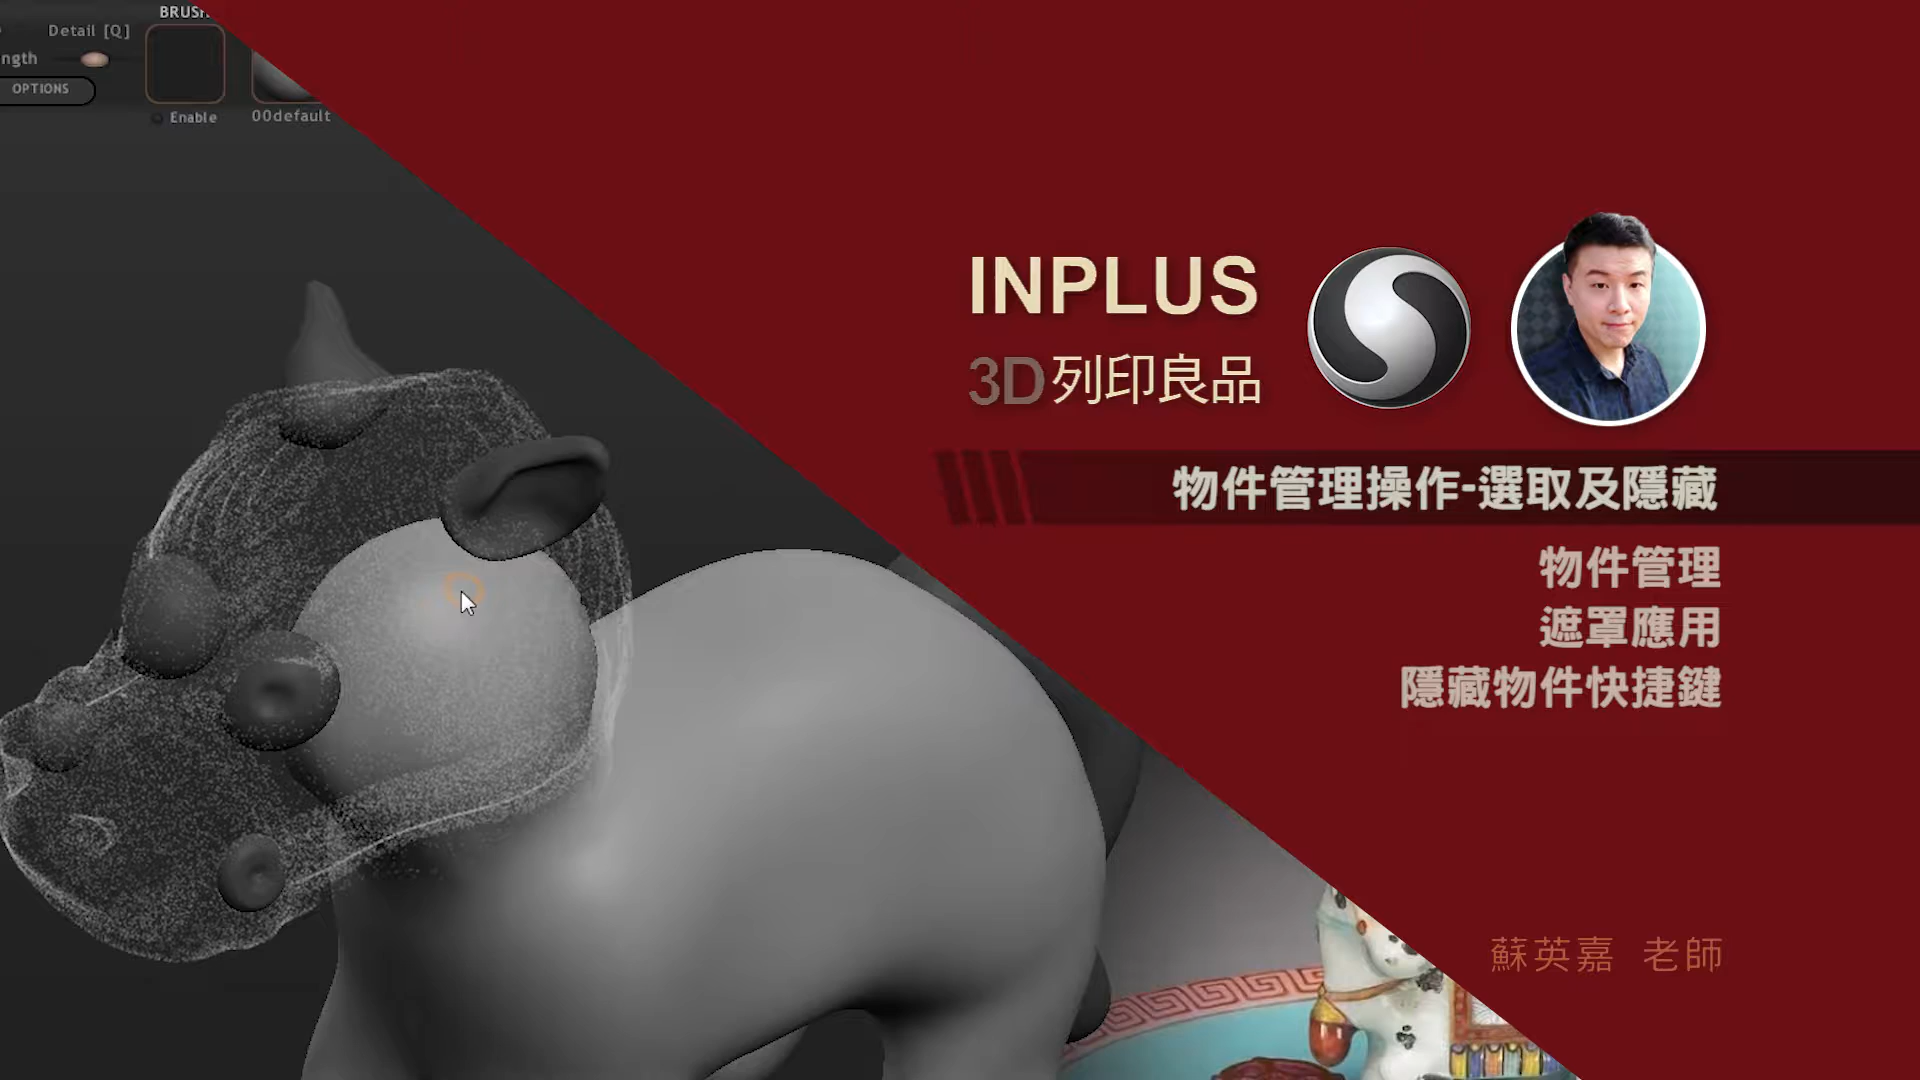 BRUSH
Detail [Q]
ngth
OPTIONS
Enable
00default
INPLUS
3D列印良品
物件管理操作-選取及隱藏
物件管理
遮罩應用
隱藏物件快捷鍵
蘇英嘉 老師